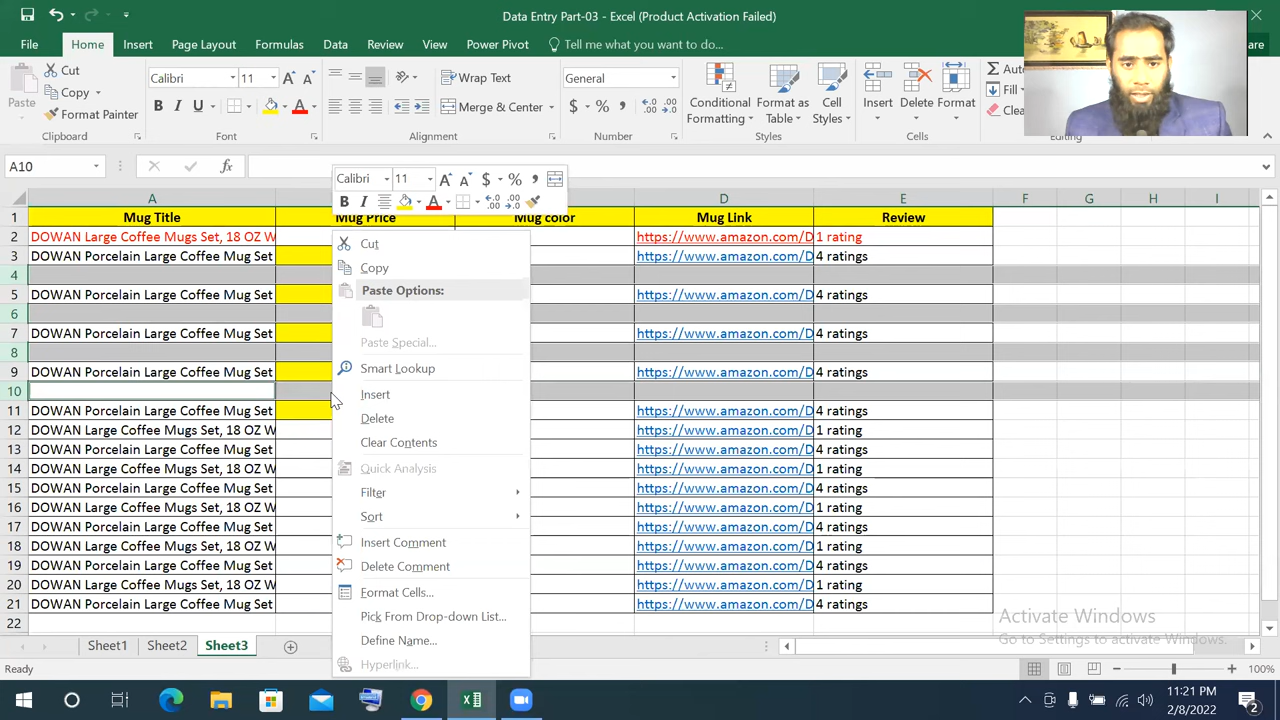 Data Entry Part-03 - Excel (Product Activation Failed)
File Home Insert Page Layout Formulas Data Review View Power Pivot Tell me what you want to do... are
Paste Cut Copy Format Painter
Calibri 11 B I U A
Wrap Text Merge & Center
General $ % ,
Conditional Formatting Format as Table Cell Styles
Insert Delete Format
Auto Fill Clea
Clipboard Font Alignment Number Styles Cells Editing
A10 fx
Calibri 11 $ % ,
B I A
A D E F G H I
1 Mug Title Mug Price Mug color Mug Link Review
2 DOWAN Large Coffee Mugs Set, 18 OZ W https://www.amazon.com/D 1 rating
3 DOWAN Porcelain Large Coffee Mug Set https://www.amazon.com/D 4 ratings
4
5 DOWAN Porcelain Large Coffee Mug Set https://www.amazon.com/D 4 ratings
6
7 DOWAN Porcelain Large Coffee Mug Set https://www.amazon.com/D 4 ratings
8
9 DOWAN Porcelain Large Coffee Mug Set https://www.amazon.com/D 4 ratings
10
11 DOWAN Porcelain Large Coffee Mug Set https://www.amazon.com/D 4 ratings
12 DOWAN Large Coffee Mugs Set, 18 OZ W https://www.amazon.com/D 1 rating
13 DOWAN Porcelain Large Coffee Mug Set https://www.amazon.com/D 4 ratings
14 DOWAN Large Coffee Mugs Set, 18 OZ W https://www.amazon.com/D 1 rating
15 DOWAN Porcelain Large Coffee Mug Set https://www.amazon.com/D 4 ratings
16 DOWAN Large Coffee Mugs Set, 18 OZ W https://www.amazon.com/D 1 rating
17 DOWAN Porcelain Large Coffee Mug Set https://www.amazon.com/D 4 ratings
18 DOWAN Large Coffee Mugs Set, 18 OZ W https://www.amazon.com/D 1 rating
19 DOWAN Porcelain Large Coffee Mug Set https://www.amazon.com/D 4 ratings
20 DOWAN Large Coffee Mugs Set, 18 OZ W https://www.amazon.com/D 1 rating
21 DOWAN Porcelain Large Coffee Mug Set https://www.amazon.com/D 4 ratings
22
Cut
Copy
Paste Options:
Paste Special...
Smart Lookup
Insert
Delete
Clear Contents
Quick Analysis
Filter
Sort
Insert Comment
Delete Comment
Format Cells...
Pick From Drop-down List...
Define Name...
Hyperlink...
Activate Windows
Go to Settings to activate Windows.
Sheet1 Sheet2 Sheet3
Ready 100%
11:21 PM
2/8/2022
2